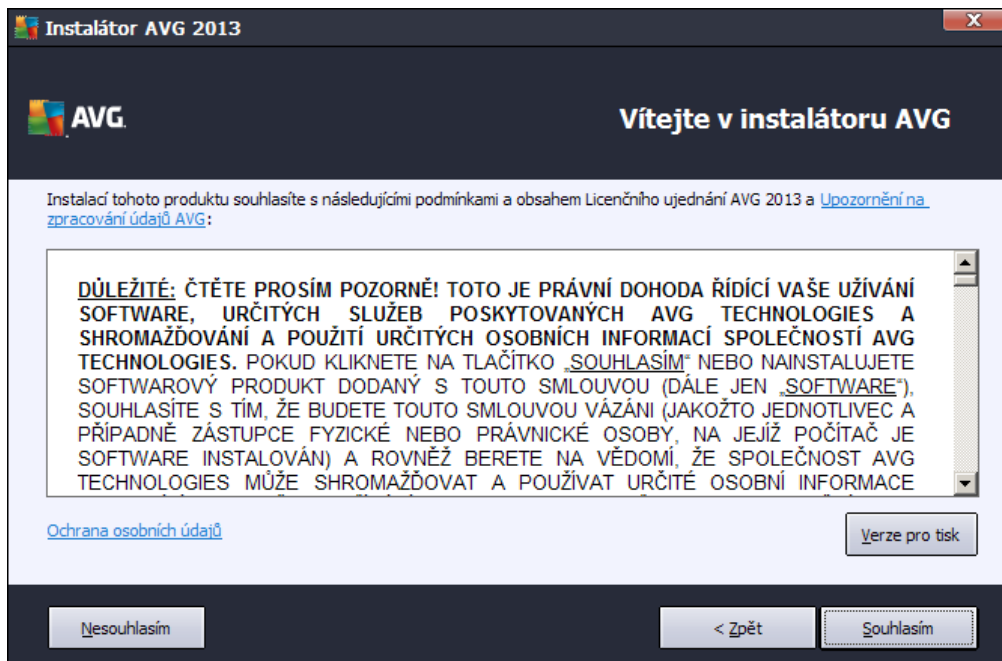 Instalátor AVG 2013
AVG.
Vítejte v instalátoru AVG
Instalací tohoto produktu souhlasíte s následujícími podmínkami a obsahem Licenčního ujednání AVG 2013 a Upozornění na
zpracování údajů AVG:
DŮLEŽITÉ: ČTĚTE PROSÍM POZORNĚ! TOTO JE PRÁVNÍ DOHODA ŘÍDÍCÍ VAŠE UŽÍVÁNÍ
SOFTWARE, URČITÝCH SLUŽEB POSKYTOVANÝCH AVG TECHNOLOGIES A
SHROMAŽĎOVÁNÍ A POUŽITÍ URČITÝCH OSOBNÍCH INFORMACÍ SPOLEČNOSTÍ AVG
TECHNOLOGIES. POKUD KLIKNETE NA TLAČÍTKO „SOUHLASÍM“ NEBO NAINSTALUJETE
SOFTWAROVÝ PRODUKT DODANÝ S TOUTO SMLOUVOU (DÁLE JEN „SOFTWARE“),
SOUHLASÍTE S TÍM, ŽE BUDETE TOUTO SMLOUVOU VÁZÁNI (JAKOŽTO JEDNOTLIVEC A
PŘÍPADNĚ ZÁSTUPCE FYZICKÉ NEBO PRÁVNICKÉ OSOBY, NA JEJÍŽ POČÍTAČ JE
SOFTWARE INSTALOVÁN) A ROVNĚŽ BERETE NA VĚDOMÍ, ŽE SPOLEČNOST AVG
TECHNOLOGIES MŮŽE SHROMAŽĎOVAT A POUŽÍVAT URČITÉ OSOBNÍ INFORMACE
Ochrana osobních údajů
Verze pro tisk
Nesouhlasím
< Zpět
Souhlasím